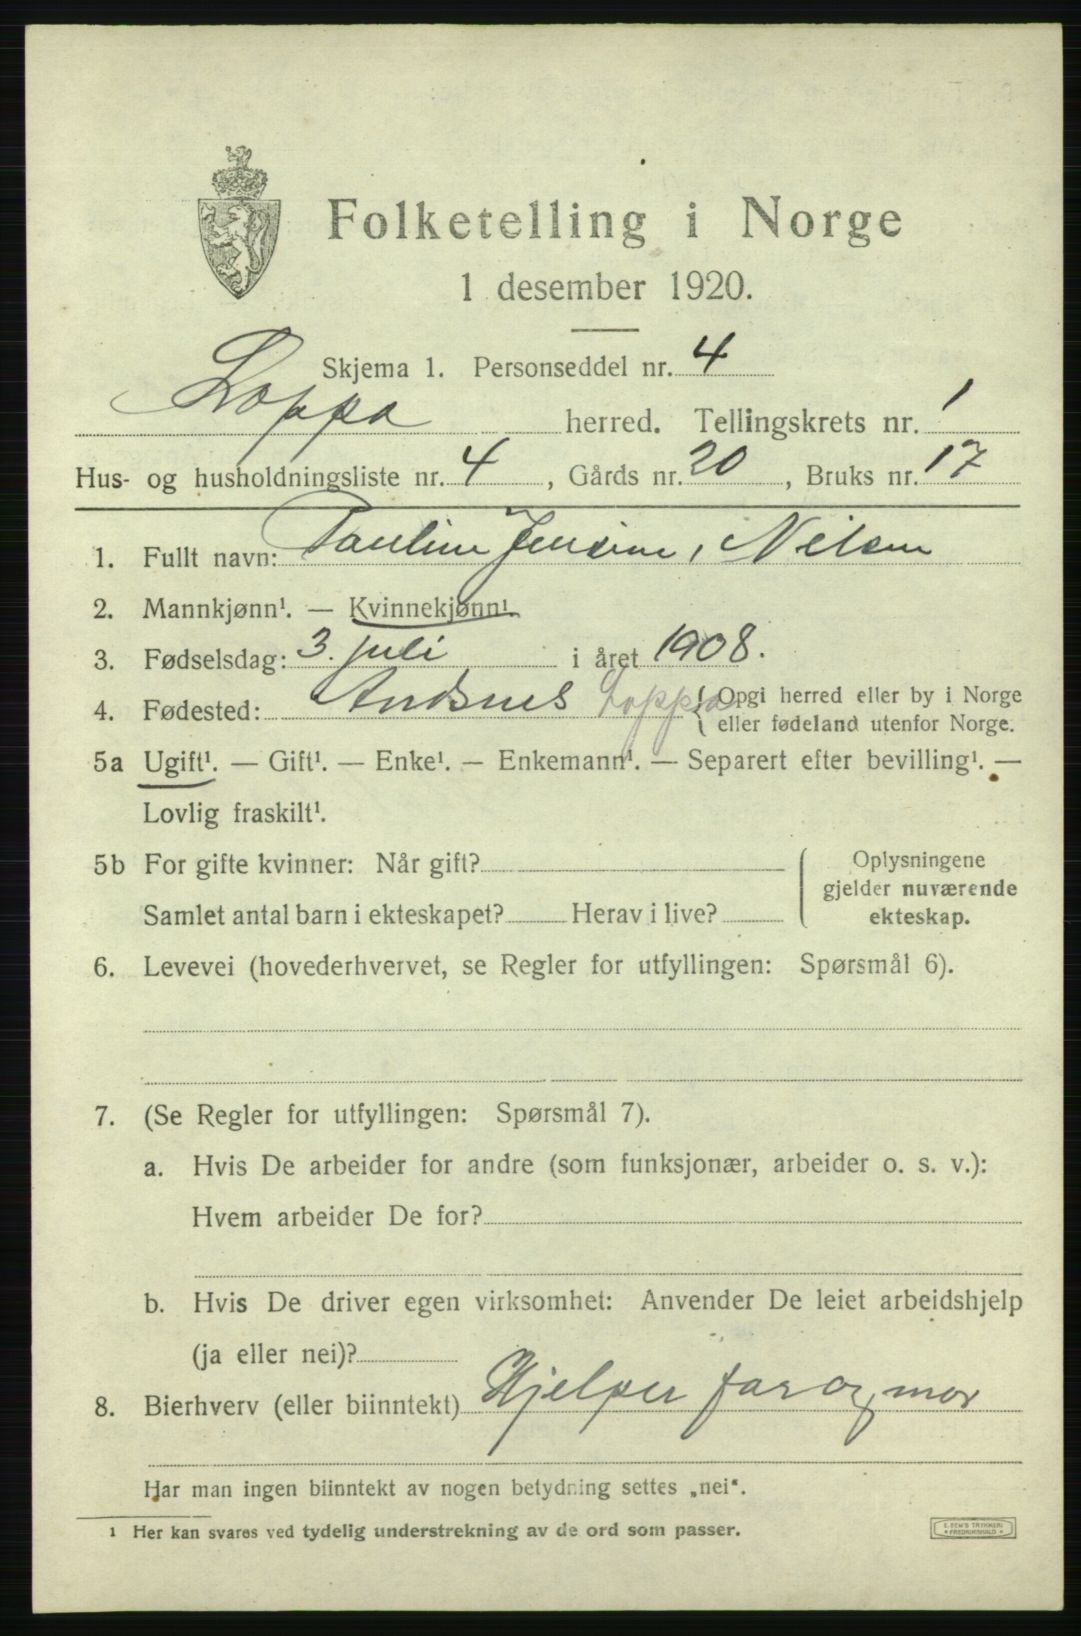 Folketelling i Norge
1 desember 1920.
Skjema 1. Personseddel nr. 4
Loppa herred. Tellingskrets nr. 1
Hus- og husholdningsliste nr. 4, Gårds nr. 20, Bruks nr. 17
1. Fullt navn: Pauline Jensine, Nilsen
2. Mannkjønn¹. — Kvinnekjønn¹.
3. Fødselsdag: 3. juli i året 1908.
4. Fødested: Andsnes Loppa { Opgi herred eller by i Norge
eller fødeland utenfor Norge.
5a Ugift¹. — Gift¹. — Enke¹. — Enkemann¹. — Separert efter bevilling¹. —
Lovlig fraskilt¹.
5b For gifte kvinner: Når gift?
Samlet antal barn i ekteskapet? Herav i live?
Oplysningene
gjelder nuværende
ekteskap.
6. Levevei (hovederhvervet, se Regler for utfyllingen: Spørsmål 6).
7. (Se Regler for utfyllingen: Spørsmål 7).
a. Hvis De arbeider for andre (som funksjonær, arbeider o. s. v.):
Hvem arbeider De for?
b. Hvis De driver egen virksomhet: Anvender De leiet arbeidshjelp
(ja eller nei)?
8. Bierhverv (eller biinntekt) Hjelper far og mor
Har man ingen biinntekt av nogen betydning settes „nei“.
1 Her kan svares ved tydelig understrekning av de ord som passer.
E. SEM'S TRYKKERI
FREDRIKSHALD